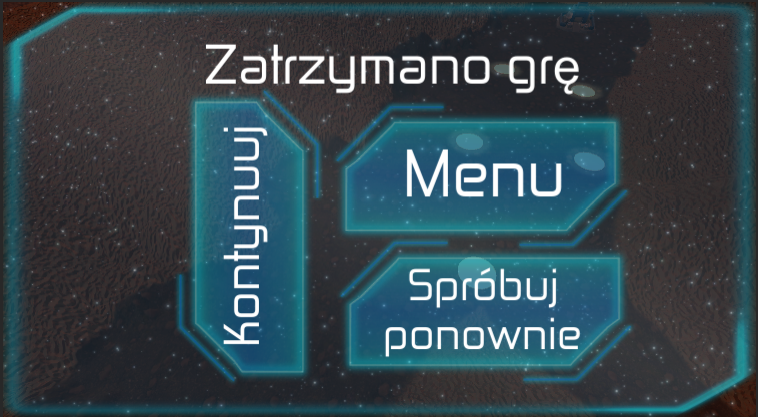 Zatrzymano grę
Kontynuuj
Menu
Spróbuj
ponownie